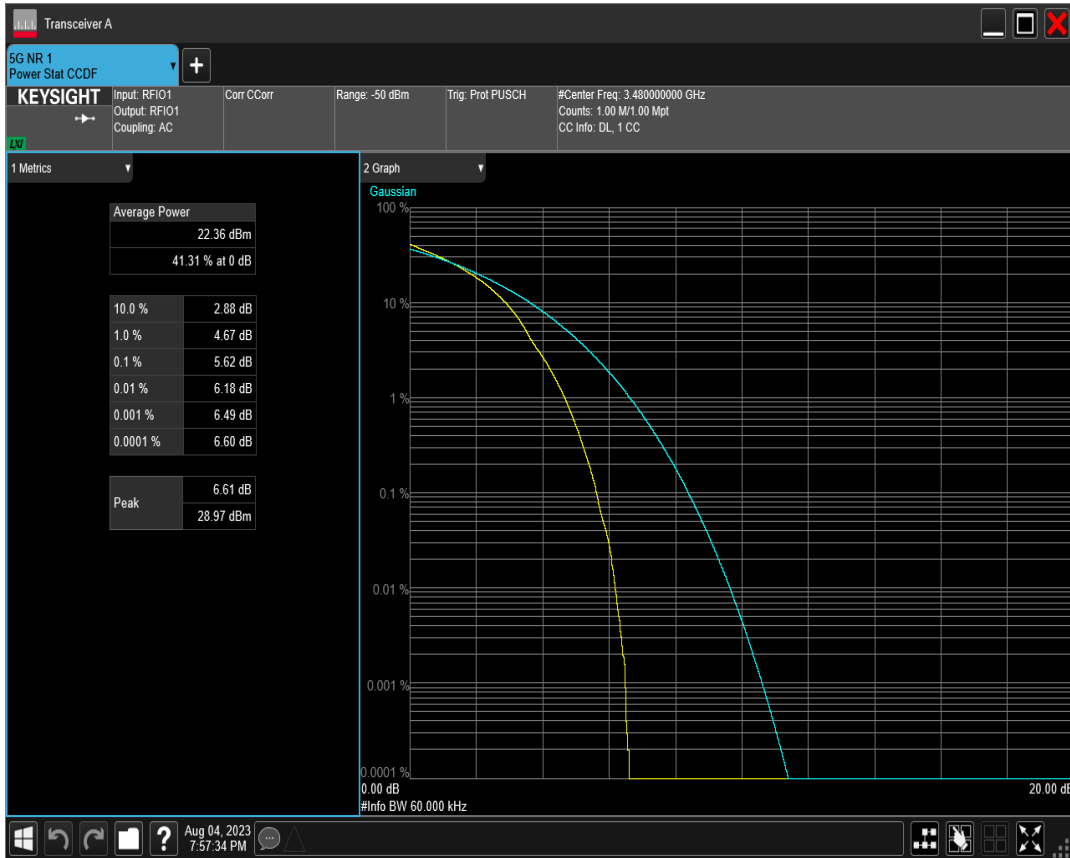 Transceiver A
5G NR 1
Power Stat CCDF
+
KEYSIGHT
LXI
Input: RFIO1
Output: RFIO1
Coupling: AC
Corr CCorr
Range: -50 dBm
Trig: Prot PUSCH
#Center Freq: 3.480000000 GHz
Counts: 1.00 M/1.00 Mpt
CC Info: DL, 1 CC
1 Metrics
Average Power
22.36 dBm
41.31 % at 0 dB
10.0 % 2.88 dB
1.0 % 4.67 dB
0.1 % 5.62 dB
0.01 % 6.18 dB
0.001 % 6.49 dB
0.0001 % 6.60 dB
Peak
6.61 dB
28.97 dBm
2 Graph
Gaussian
100 %
10 %
1 %
0.1 %
0.01 %
0.001 %
0.0001 %
0.00 dB
20.00 dB
#Info BW 60.000 kHz
?
Aug 04, 2023
7:57:34 PM